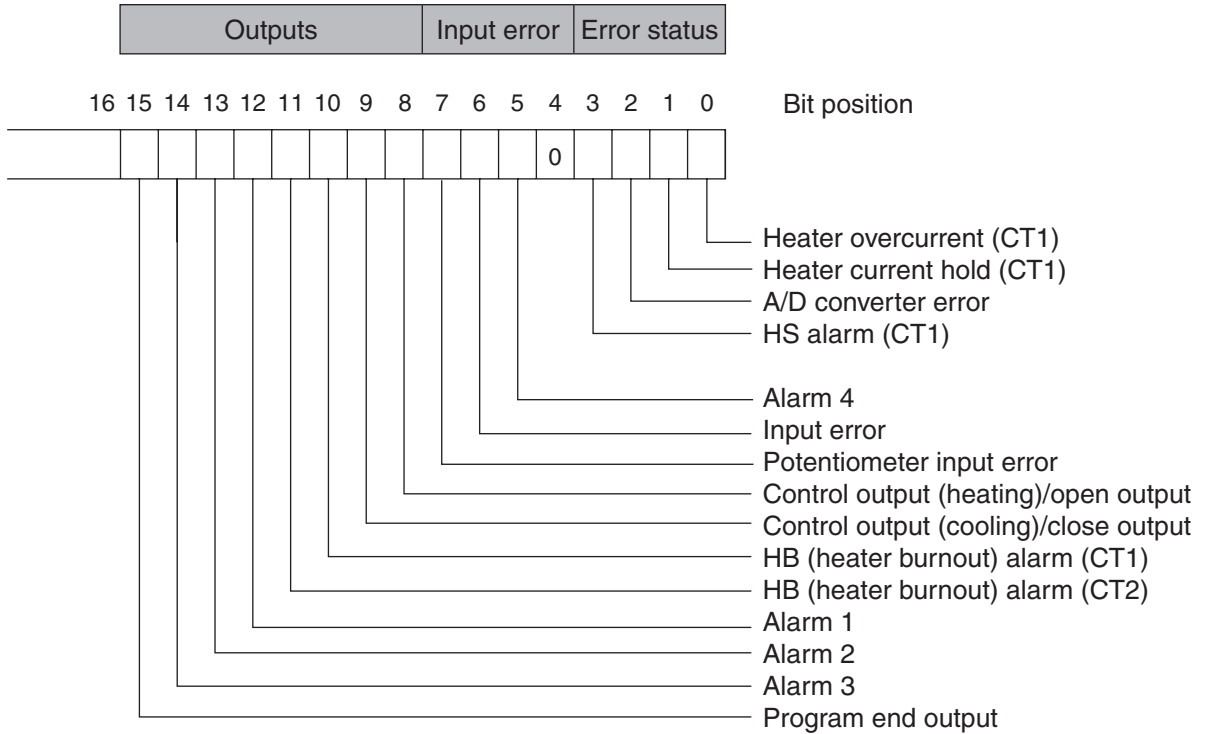 Outputs Input error Error status
16 15 14 13 12 11 10 9 8 7 6 5 4 3 2 1 0 Bit position
0
Heater overcurrent (CT1)
Heater current hold (CT1)
A/D converter error
HS alarm (CT1)
Alarm 4
Input error
Potentiometer input error
Control output (heating)/open output
Control output (cooling)/close output
HB (heater burnout) alarm (CT1)
HB (heater burnout) alarm (CT2)
Alarm 1
Alarm 2
Alarm 3
Program end output